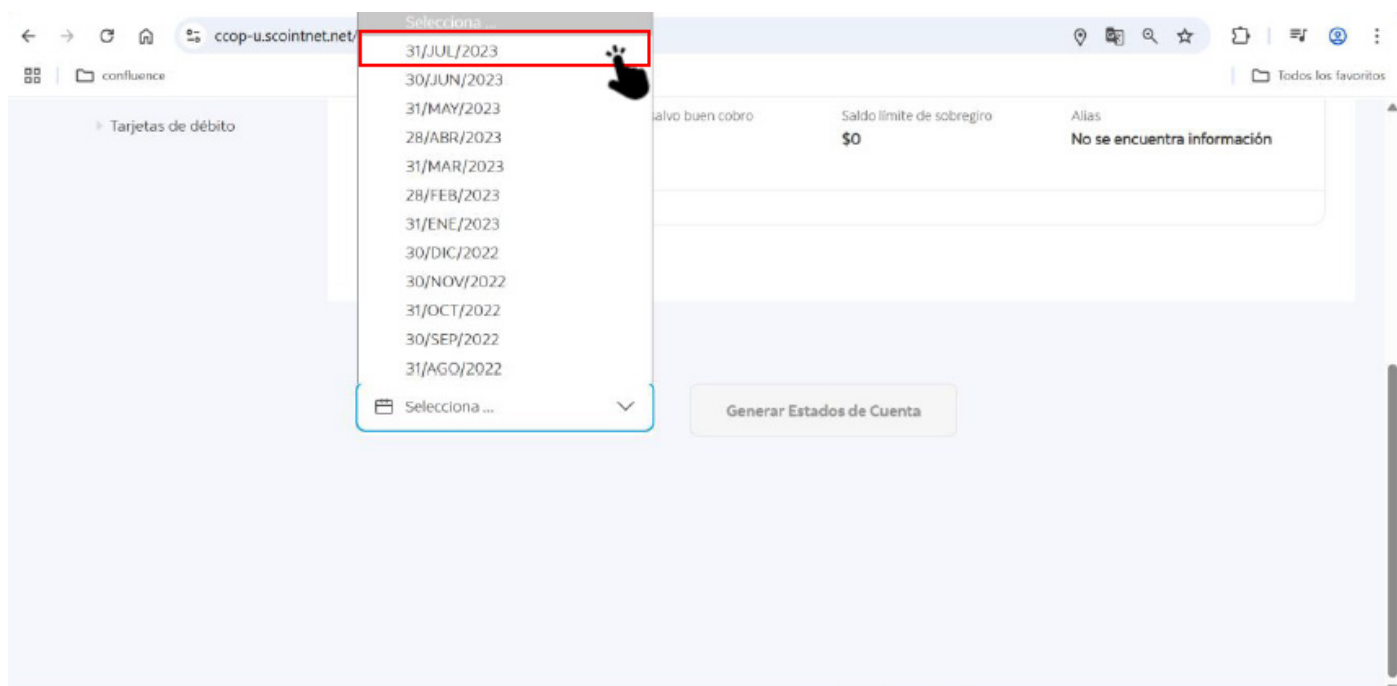 Selecciona ...
ccop-u.scointnet.net/
31/JUL/2023
confluence
30/JUN/2023
Todos los favoritos
31/MAY/2023
Tarjetas de débito
salvo buen cobro
Saldo límite de sobregiro
Alias
28/ABR/2023
$0
No se encuentra información
31/MAR/2023
28/FEB/2023
31/ENE/2023
30/DIC/2022
30/NOV/2022
31/OCT/2022
30/SEP/2022
31/AGO/2022
Selecciona ...
Generar Estados de Cuenta